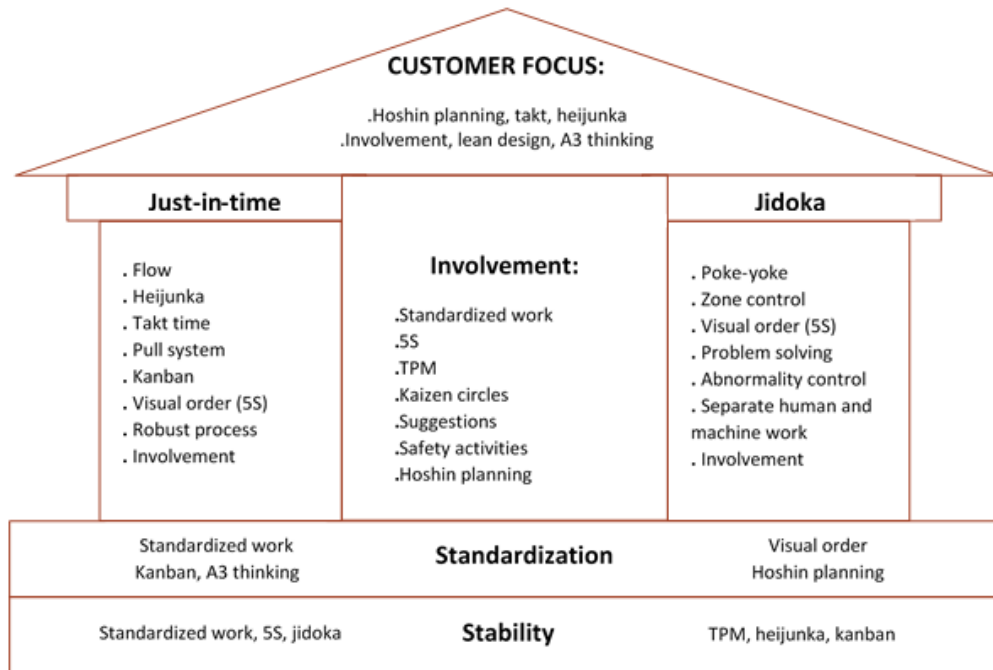 CUSTOMER FOCUS:
.Hoshin planning, takt, heijunka
.Involvement, lean design, A3 thinking
Just-in-time
. Flow
. Heijunka
. Takt time
. Pull system
. Kanban
. Visual order (5S)
. Robust process
. Involvement
Involvement:
.Standardized work
.5S
.TPM
.Kaizen circles
.Suggestions
.Safety activities
.Hoshin planning
Jidoka
. Poke-yoke
. Zone control
. Visual order (5S)
. Problem solving
. Abnormality control
. Separate human and
machine work
. Involvement
Standardized work
Kanban, A3 thinking
Standardization
Visual order
Hoshin planning
Standardized work, 5S, jidoka
Stability
TPM, heijunka, kanban